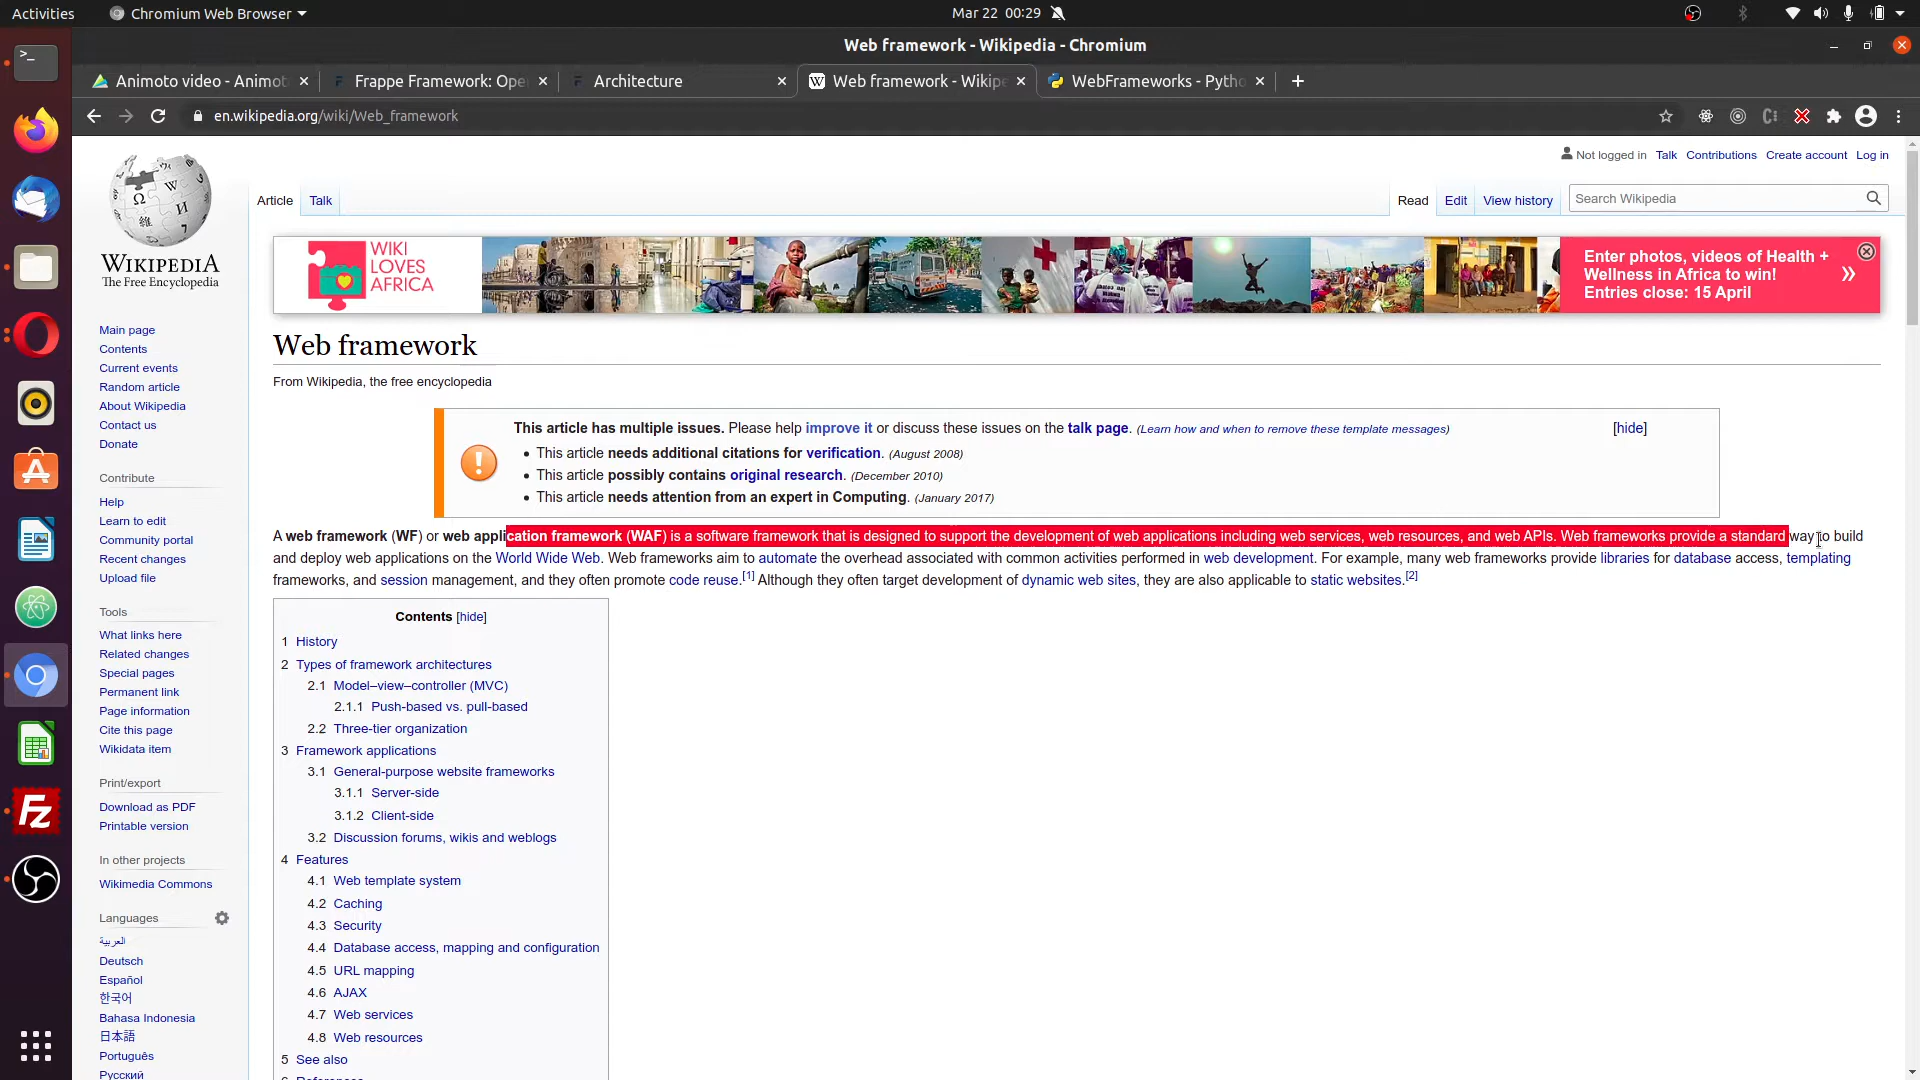 Activities
Chromium Web Browser
Mar 22 00:29
Web framework - Wikipedia - Chromium
Animoto video - Animot
Frappe Framework: Ope
Architecture
Web framework - Wikipe
WebFrameworks - Pytho
en.wikipedia.org/wiki/Web_framework
Not logged in Talk Contributions Create account Log in
Article Talk
Read Edit View history
Search Wikipedia
WIKIPEDIA
The Free Encyclopedia
WIKI
LOVES
AFRICA
Enter photos, videos of Health +
Wellness in Africa to win!
Entries close: 15 April
Main page
Contents
Current events
Random article
About Wikipedia
Contact us
Donate
Contribute
Help
Learn to edit
Community portal
Recent changes
Upload file
Tools
What links here
Related changes
Special pages
Permanent link
Page information
Cite this page
Wikidata item
Print/export
Download as PDF
Printable version
In other projects
Wikimedia Commons
Languages
العربية
Deutsch
Español
한국어
Bahasa Indonesia
日本語
Português
Русский
Web framework
From Wikipedia, the free encyclopedia
This article has multiple issues. Please help improve it or discuss these issues on the talk page. (Learn how and when to remove these template messages)
[hide]
• This article needs additional citations for verification. (August 2008)
• This article possibly contains original research. (December 2010)
• This article needs attention from an expert in Computing. (January 2017)
A web framework (WF) or web application framework (WAF) is a software framework that is designed to support the development of web applications including web services, web resources, and web APIs. Web frameworks provide a standard way to build
and deploy web applications on the World Wide Web. Web frameworks aim to automate the overhead associated with common activities performed in web development. For example, many web frameworks provide libraries for database access, templating
frameworks, and session management, and they often promote code reuse.[1] Although they often target development of dynamic web sites, they are also applicable to static websites.[2]
Contents [hide]
1 History
2 Types of framework architectures
2.1 Model–view–controller (MVC)
2.1.1 Push-based vs. pull-based
2.2 Three-tier organization
3 Framework applications
3.1 General-purpose website frameworks
3.1.1 Server-side
3.1.2 Client-side
3.2 Discussion forums, wikis and weblogs
4 Features
4.1 Web template system
4.2 Caching
4.3 Security
4.4 Database access, mapping and configuration
4.5 URL mapping
4.6 AJAX
4.7 Web services
4.8 Web resources
5 See also